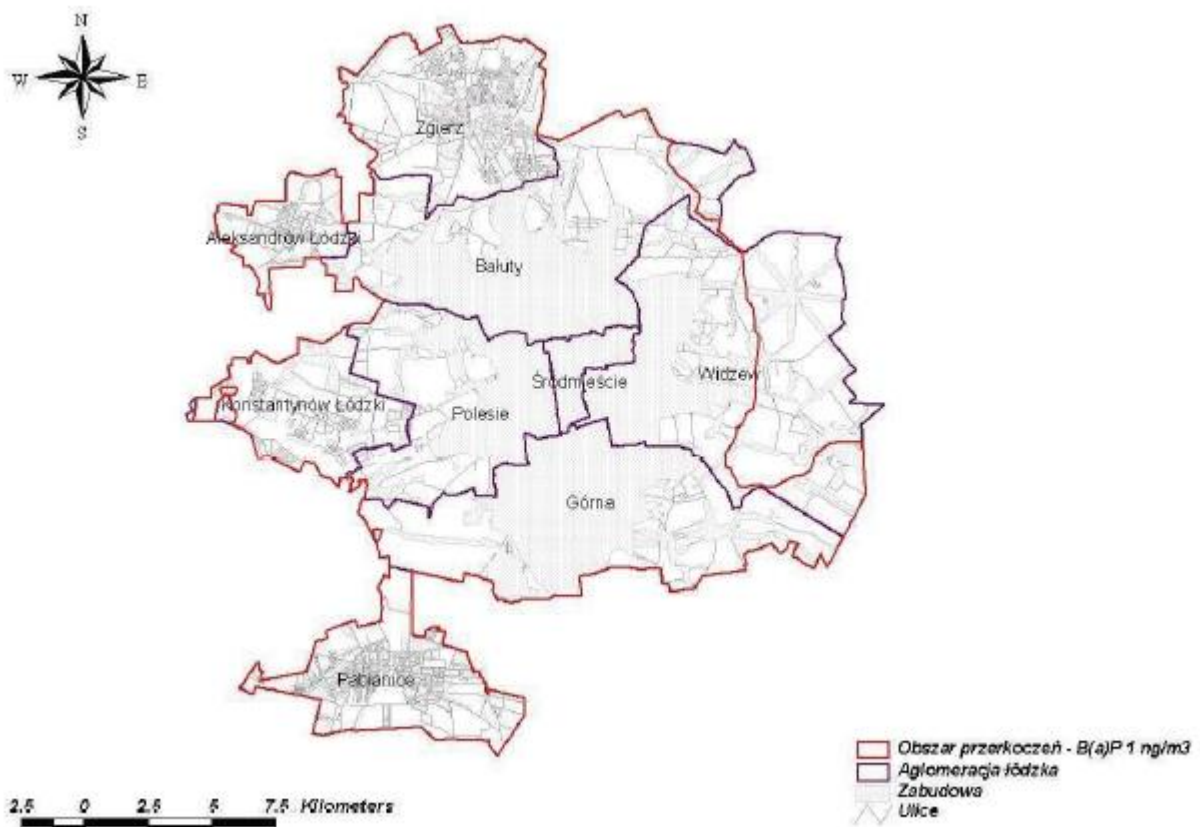 N
W E
S
Zgierz
Aleksandrów Łódzki
Bałuty
Śródmieście
Widzew
Konstantynów Łódzki
Polesie
Górna
Pabianice
Obszar przerkoczeń - B(a)P 1 ng/m3
Aglomeracja łódzka
Zabudowa
Ulice
2.5 0 2.5 5 7.5 Kilometers